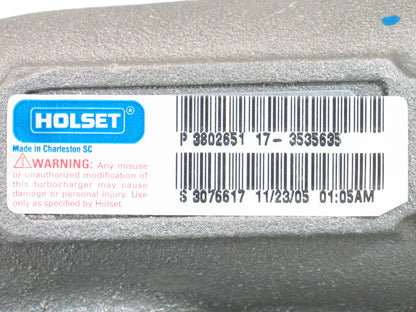 HOLSET®
Made in Charleston SC
⚠WARNING: Any misuse
or unauthorized modification of
this turbocharger may cause
damage or personal injury. Use
only as specified by Holset.
P 3802651 17-3535635
S 3076617 11/23/05 01:05AM